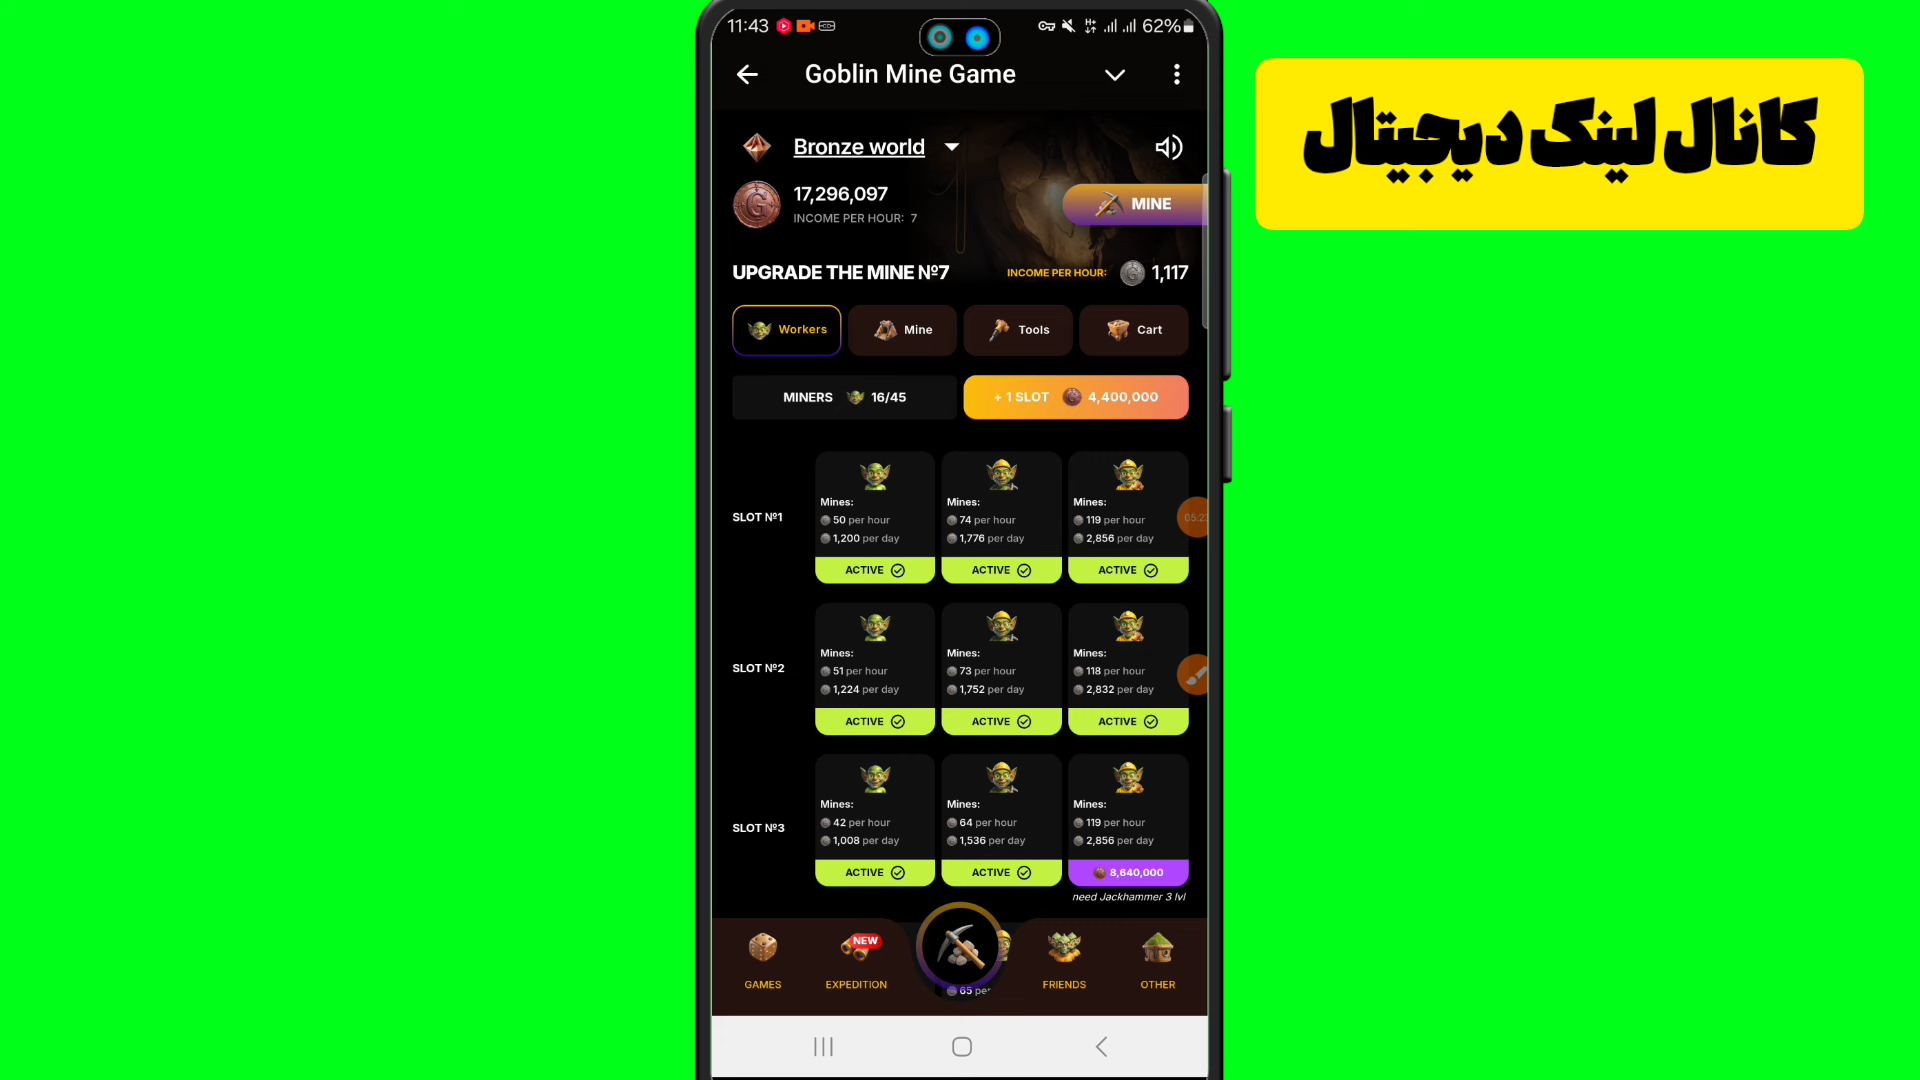 11:43
62%
Goblin Mine Game
کانال لینک دیجیتال
Bronze world
17,296,097
INCOME PER HOUR: 7
MINE
UPGRADE THE MINE №7
INCOME PER HOUR: 1,117
Workers Mine Tools Cart
MINERS 16/45
+ 1 SLOT 4,400,000
SLOT №1
Mines: Mines: Mines:
50 per hour 74 per hour 119 per hour
1,200 per day 1,776 per day 2,856 per day
ACTIVE ACTIVE ACTIVE
SLOT №2
Mines: Mines: Mines:
51 per hour 73 per hour 118 per hour
1,224 per day 1,752 per day 2,832 per day
ACTIVE ACTIVE ACTIVE
SLOT №3
Mines: Mines: Mines:
42 per hour 64 per hour 119 per hour
1,008 per day 1,536 per day 2,856 per day
ACTIVE ACTIVE 8,640,000
need Jackhammer 3 lvl
NEW
65 per
GAMES EXPEDITION FRIENDS OTHER